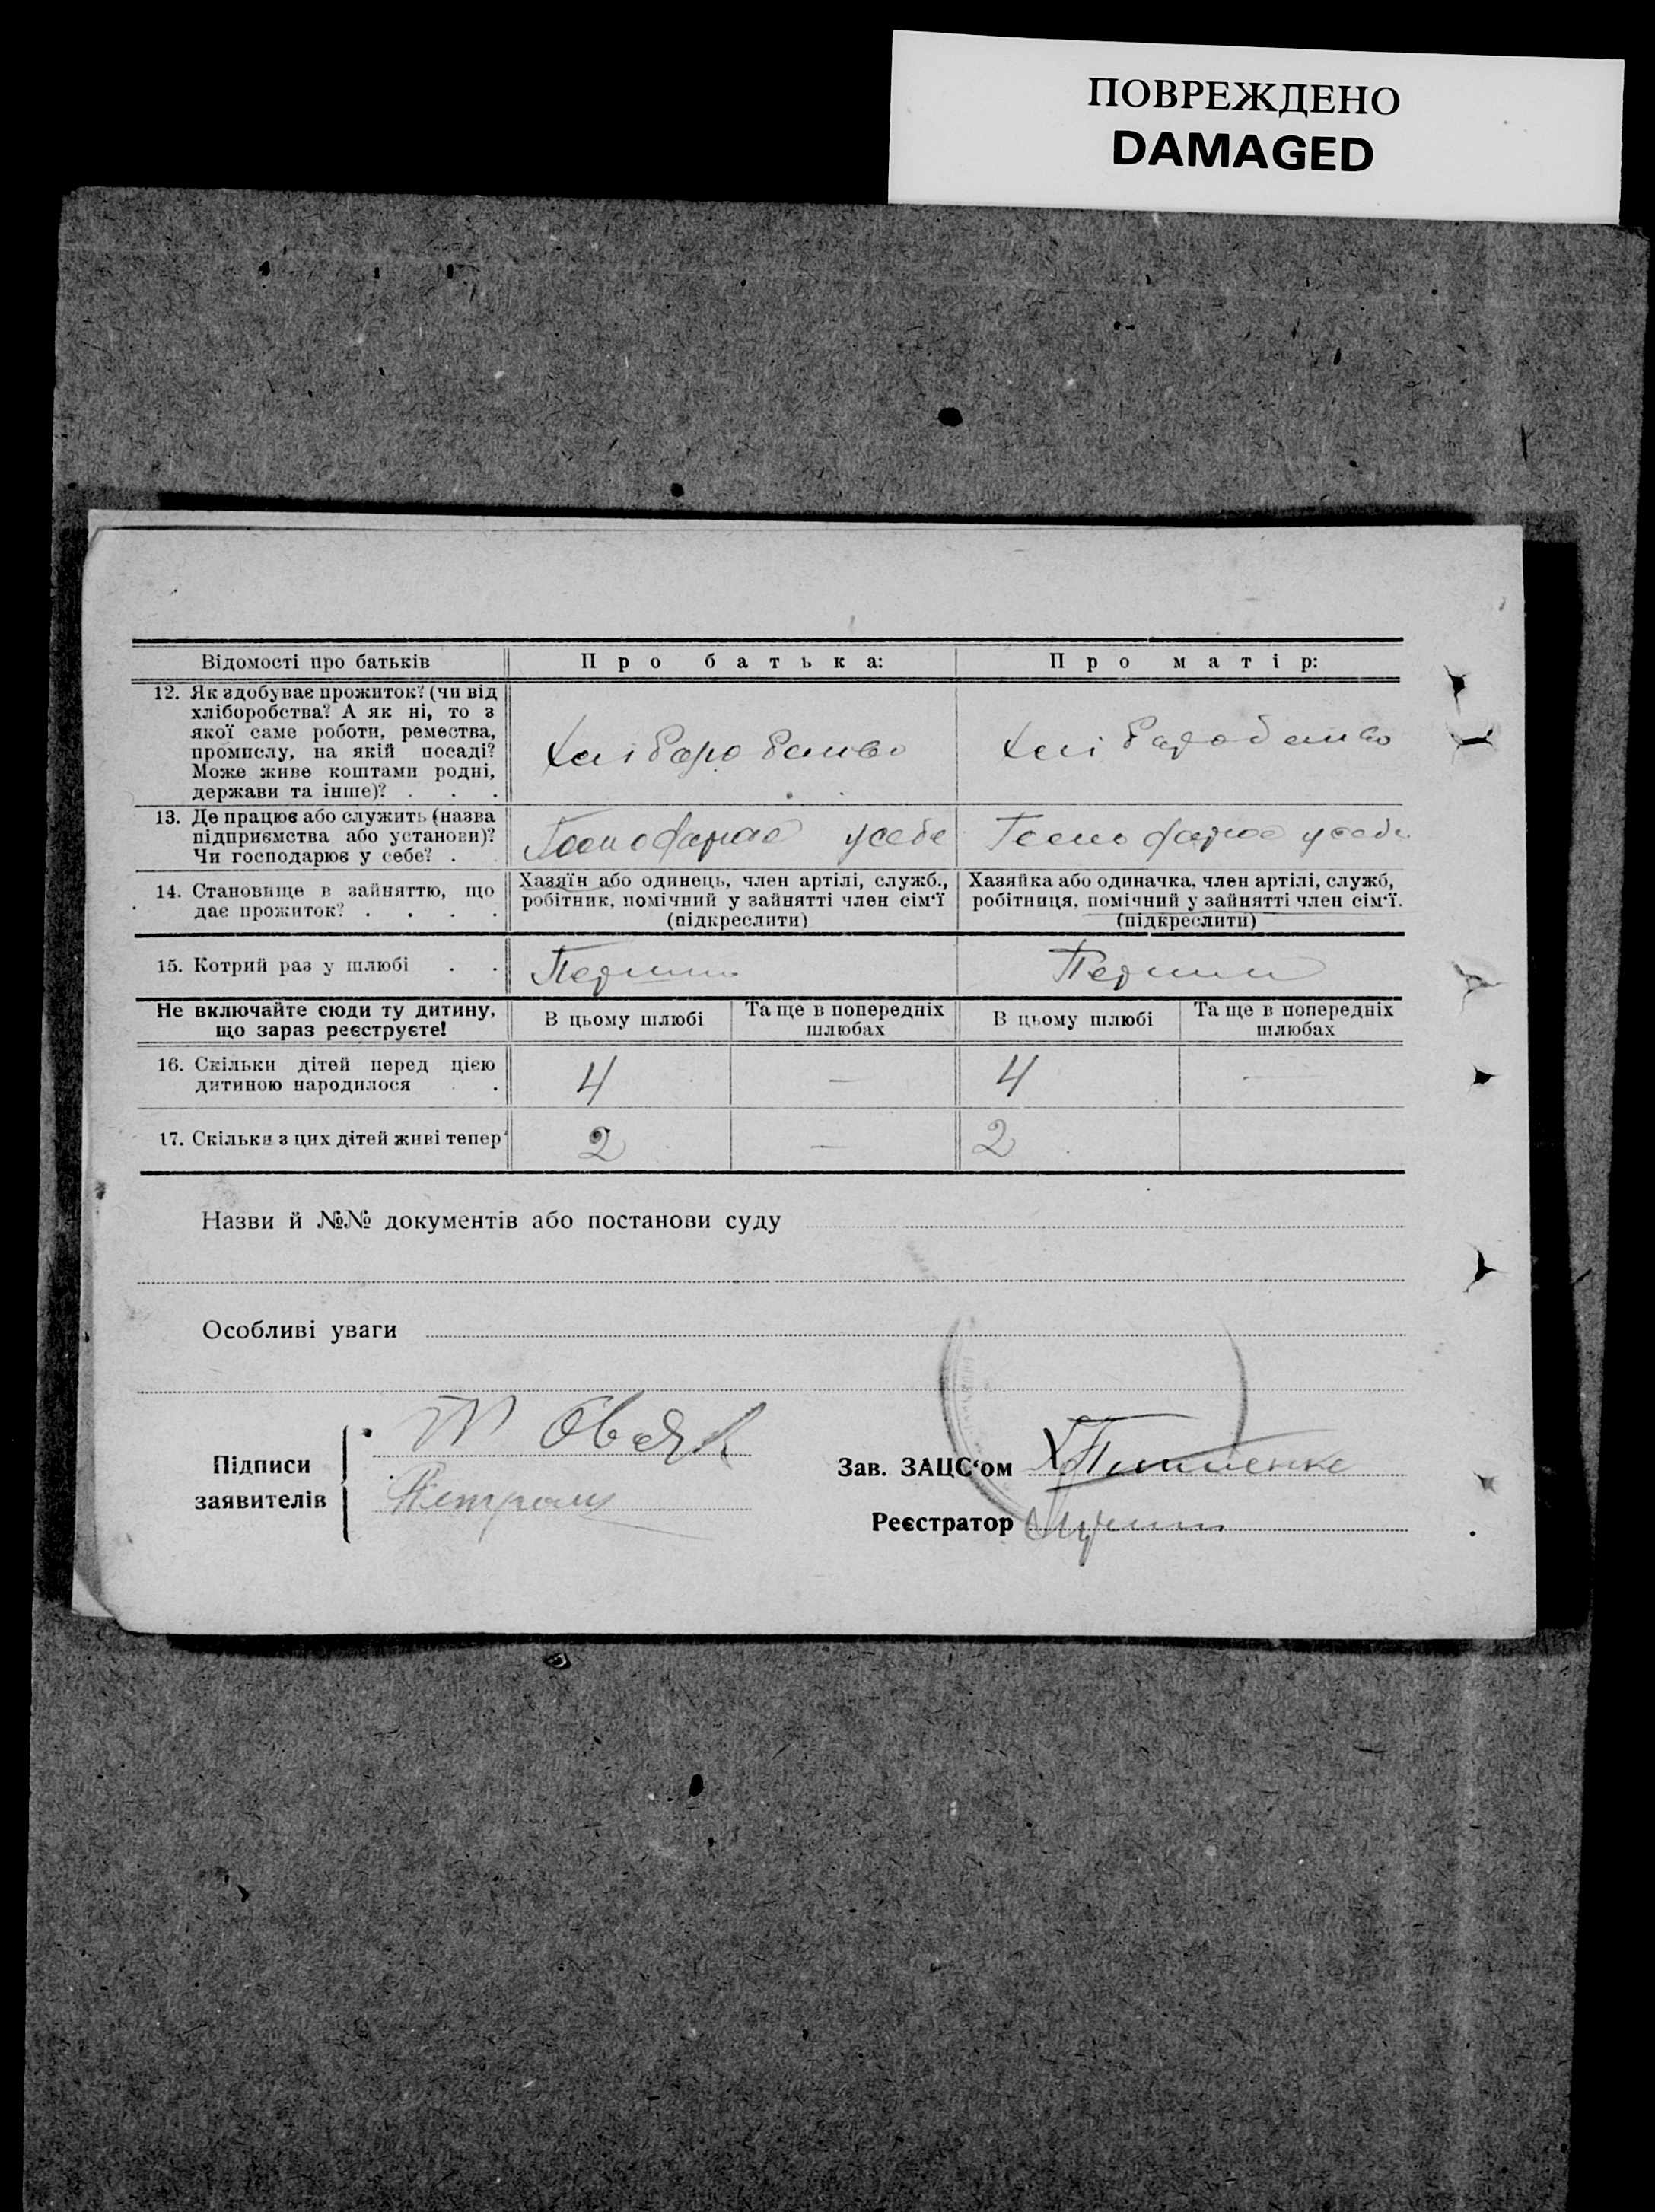 ПОВРЕЖДЕНО
DAMAGED
Відомості про батьків
Про батька:
Про матір:
12. Як здобуває прожиток? (чи від
хліборобства? А як ні, то з
якої саме роботи, ремества,
промислу, на якій посаді?
Може живе коштами родні,
держави та інше)? . . .
Хліборобство
Хліборобство
13. Де працює або служить (назва
підприємства або установи)?
Чи господарює у себе? .
Господарює у себе
Господарює у себе
14. Становище в зайняттю, що
дає прожиток? . . . .
Хазяїн або одинець, член артілі, служб.,
робітник, помічний у зайнятті член сім'ї
(підкреслити)
Хазяйка або одиначка, член артілі, служб,
робітниця, помічний у зайнятті член сім'ї.
(підкреслити)
15. Котрий раз у шлюбі . .
Перший
Перший
Не включайте сюди ту дитину,
що зараз реєструєте!
В цьому шлюбі
Та ще в попередніх
шлюбах
В цьому шлюбі
Та ще в попередніх
шлюбах
16. Скільки дітей перед цією
дитиною народилося .
4 — 4 —
17. Скільки з цих дітей живі тепер
2 — 2
Назви й №№ документів або постанови суду
Особливі уваги
Підписи
заявителів
Зав. ЗАЦС'ом
Реєстратор